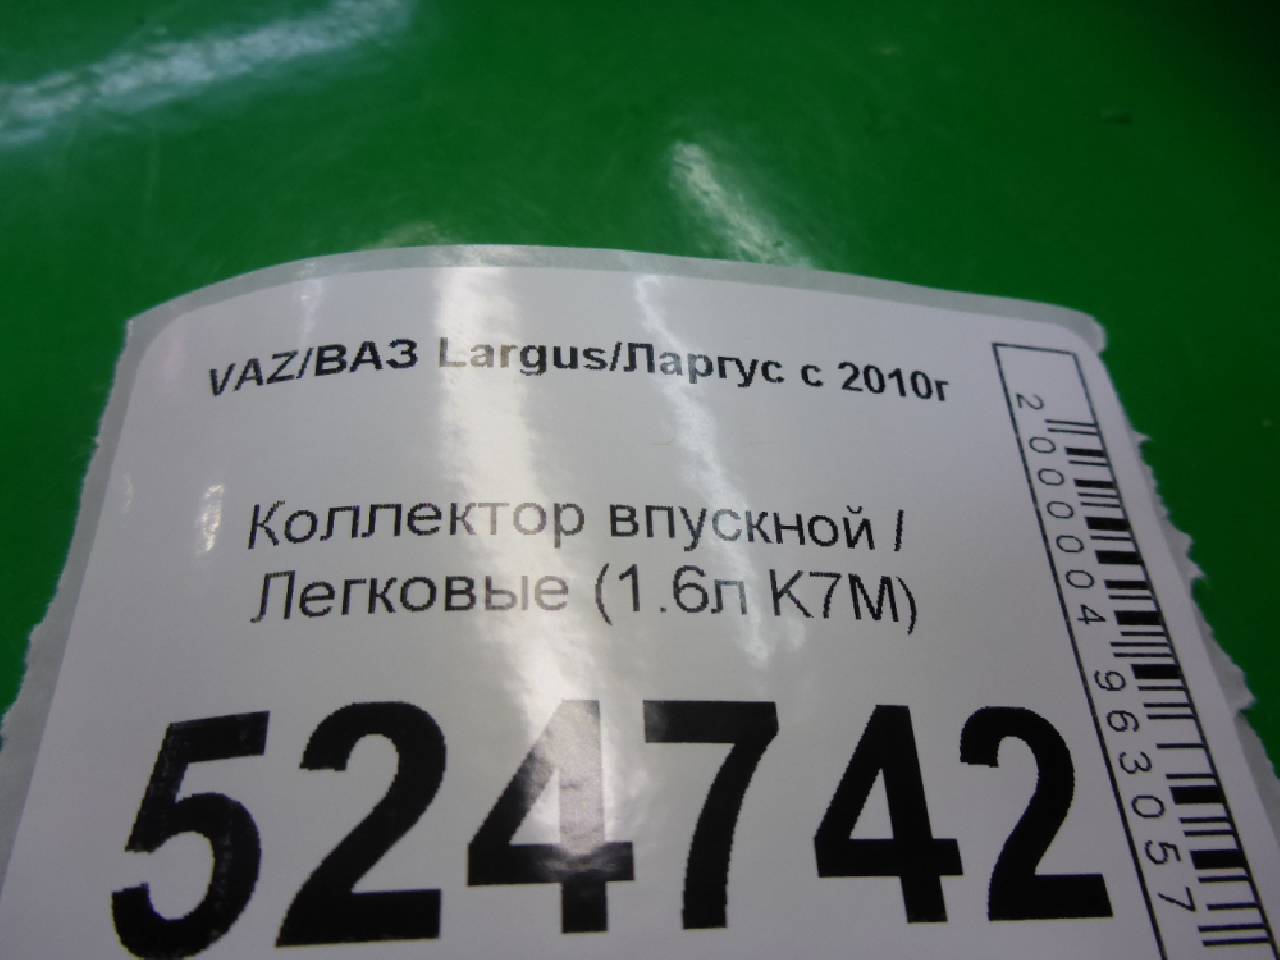 VAZ/ВАЗ Largus/Ларгус с 2010г
Коллектор впускной /
Легковые (1.6л K7M)
524742
2000004963057